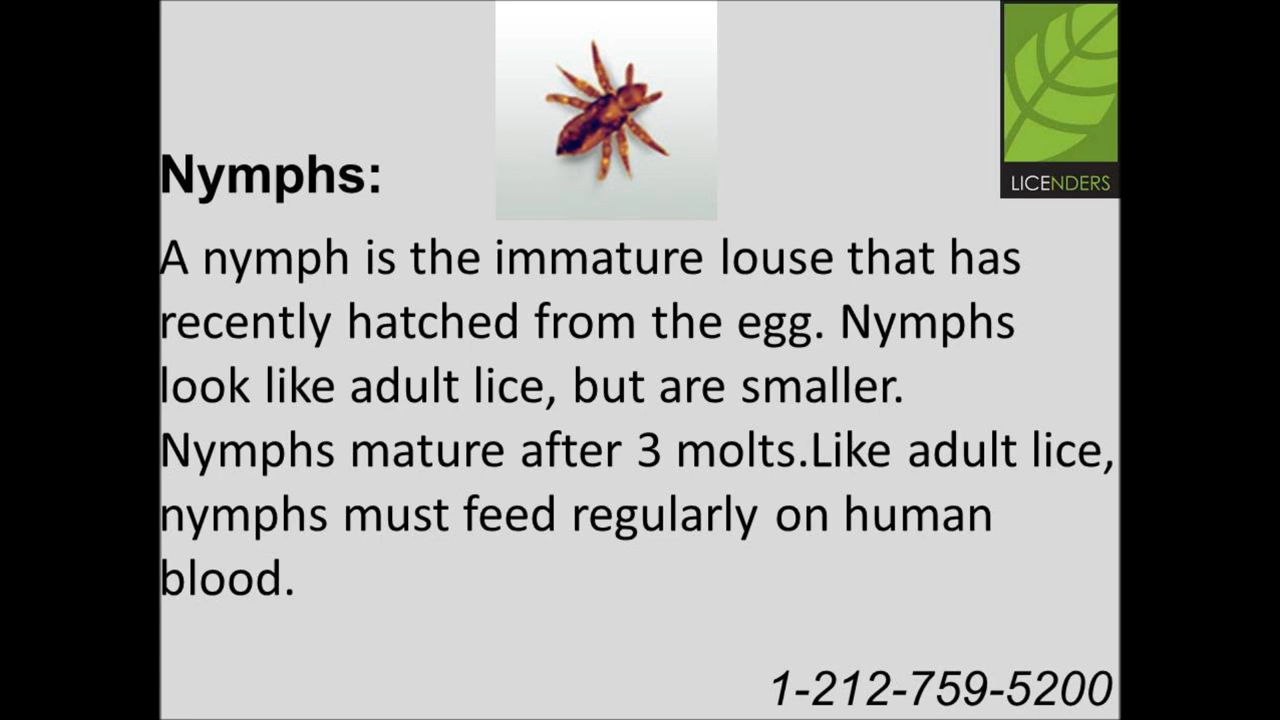 LICENDERS
Nymphs:
A nymph is the immature louse that has
recently hatched from the egg. Nymphs
look like adult lice, but are smaller.
Nymphs mature after 3 molts.Like adult lice,
nymphs must feed regularly on human
blood.
1-212-759-5200